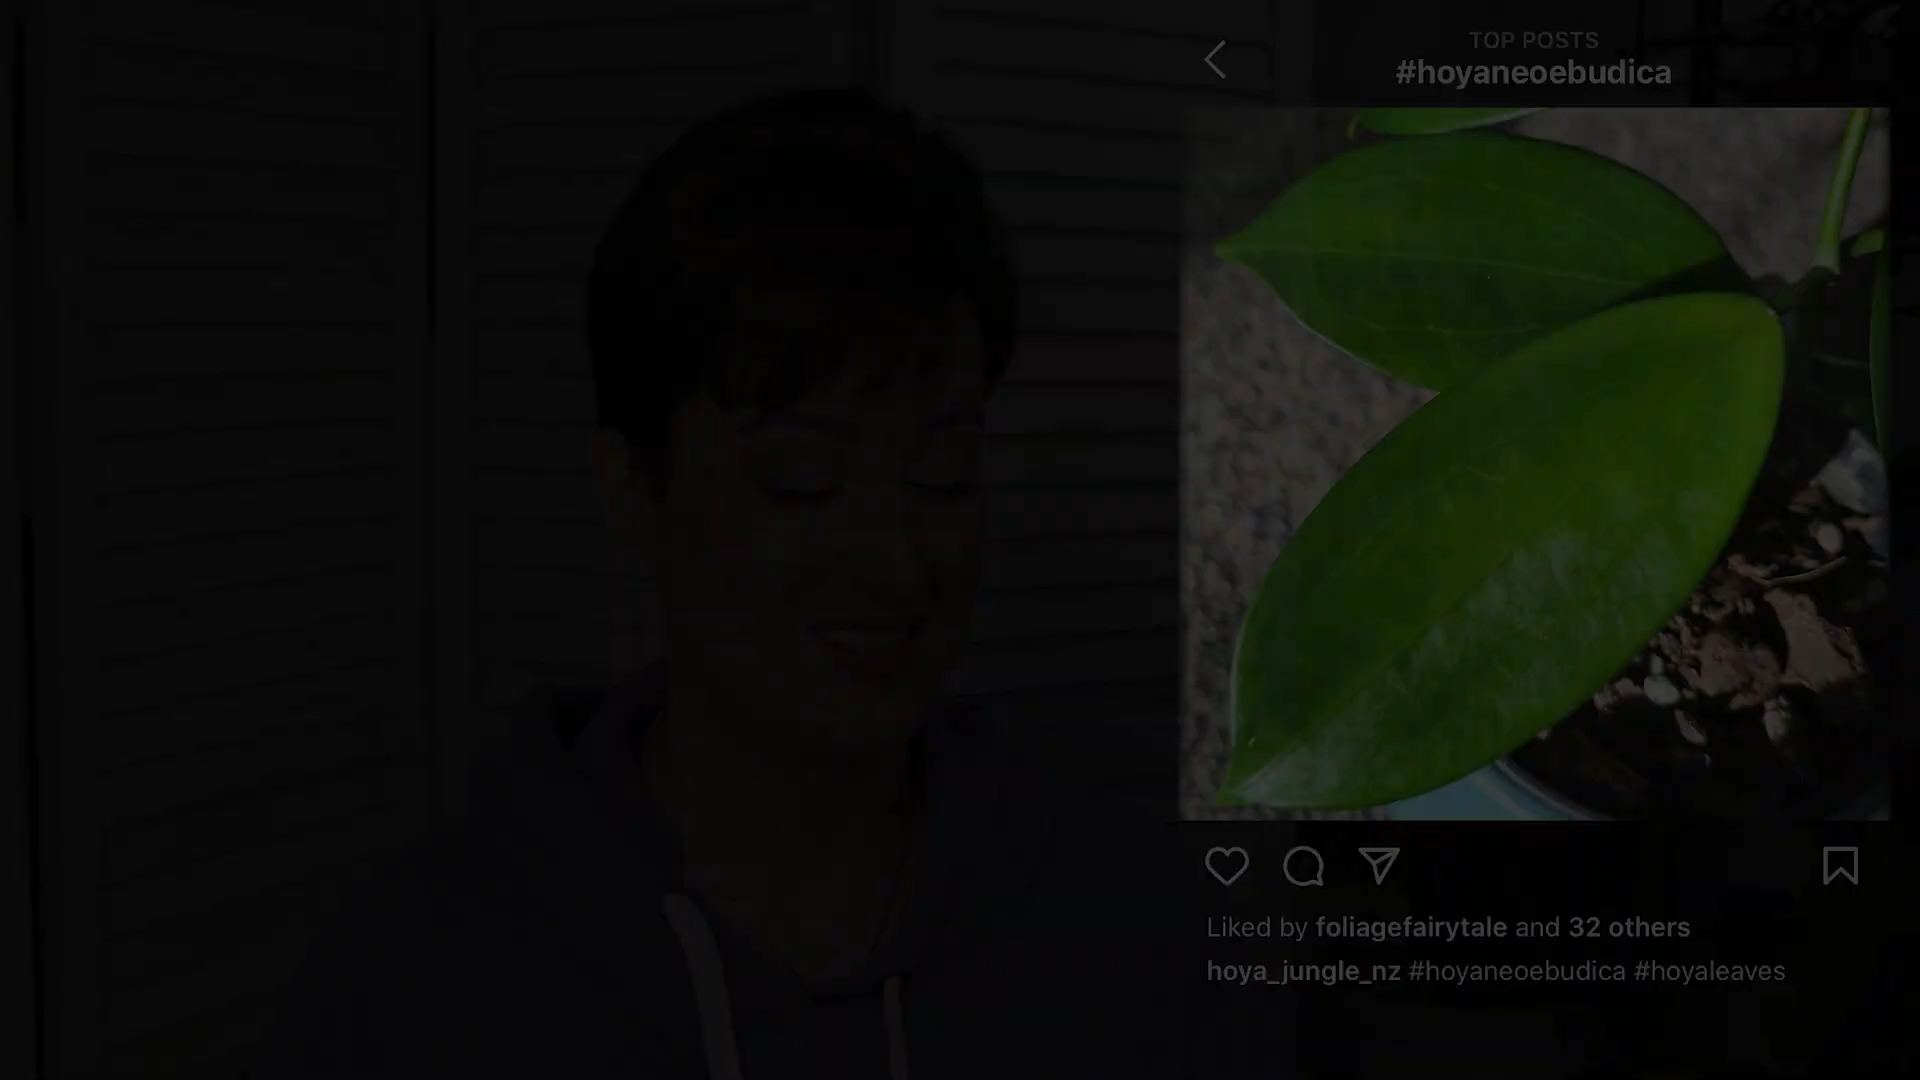 TOP POSTS
#hoyaneoebudica
Liked by foliagefairytale and 32 others
hoya_jungle_nz #hoyaneoebudica #hoyaleaves